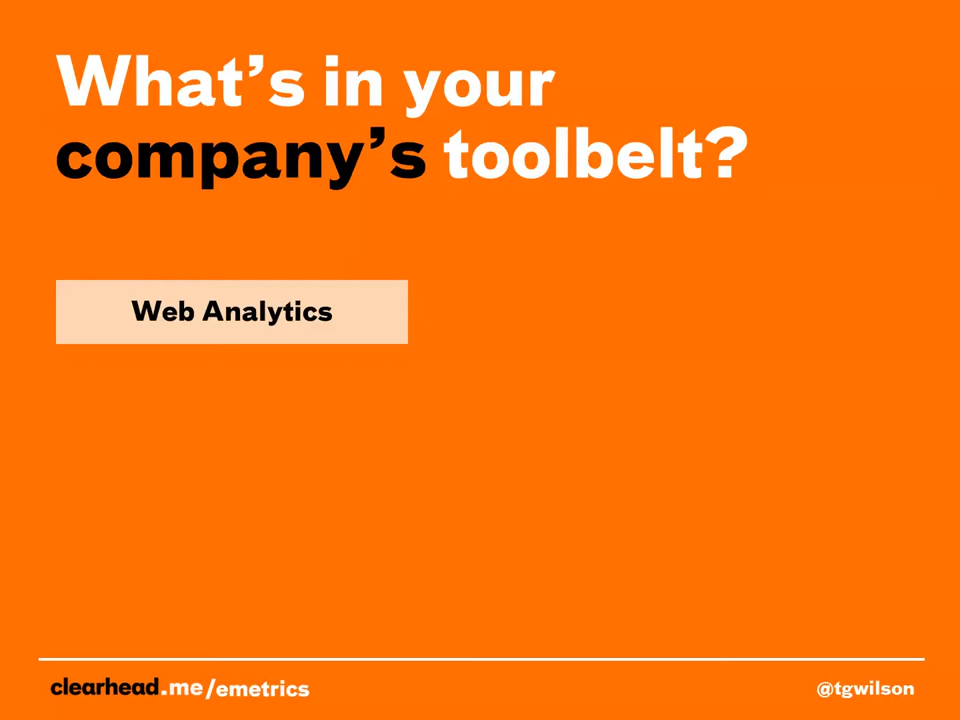 What’s in your
company’s toolbelt?
Web Analytics
clearhead.me/emetrics
@tgwilson